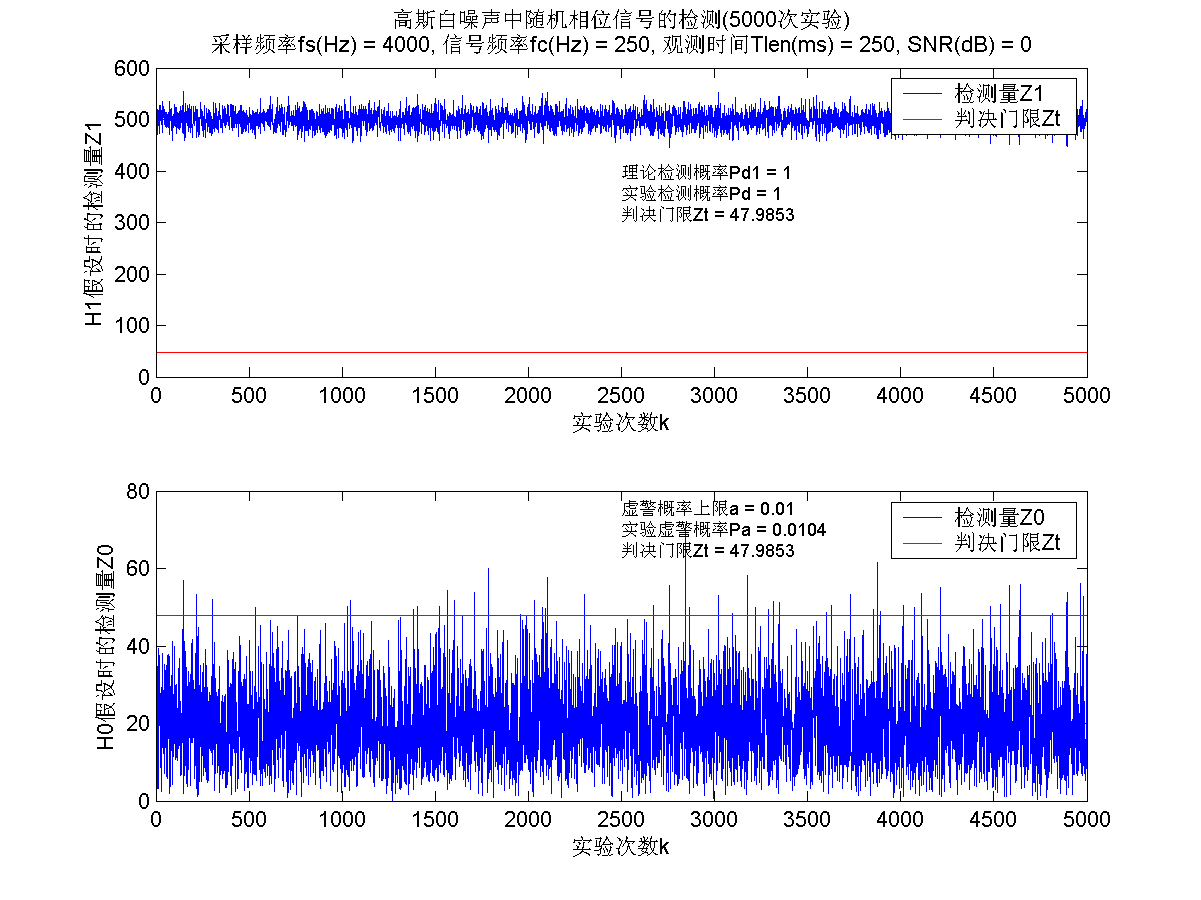 高斯白噪声中随机相位信号的检测(5000次实验)
采样频率fs(Hz) = 4000, 信号频率fc(Hz) = 250, 观测时间Tlen(ms) = 250, SNR(dB) = 0
H1假设时的检测量Z1
600
500
400
300
200
100
0
检测量Z1
判决门限Zt
理论检测概率Pd1 = 1
实验检测概率Pd = 1
判决门限Zt = 47.9853
0 500 1000 1500 2000 2500 3000 3500 4000 4500 5000
实验次数k
H0假设时的检测量Z0
80
60
40
20
0
虚警概率上限a = 0.01
实验虚警概率Pa = 0.0104
判决门限Zt = 47.9853
检测量Z0
判决门限Zt
0 500 1000 1500 2000 2500 3000 3500 4000 4500 5000
实验次数k